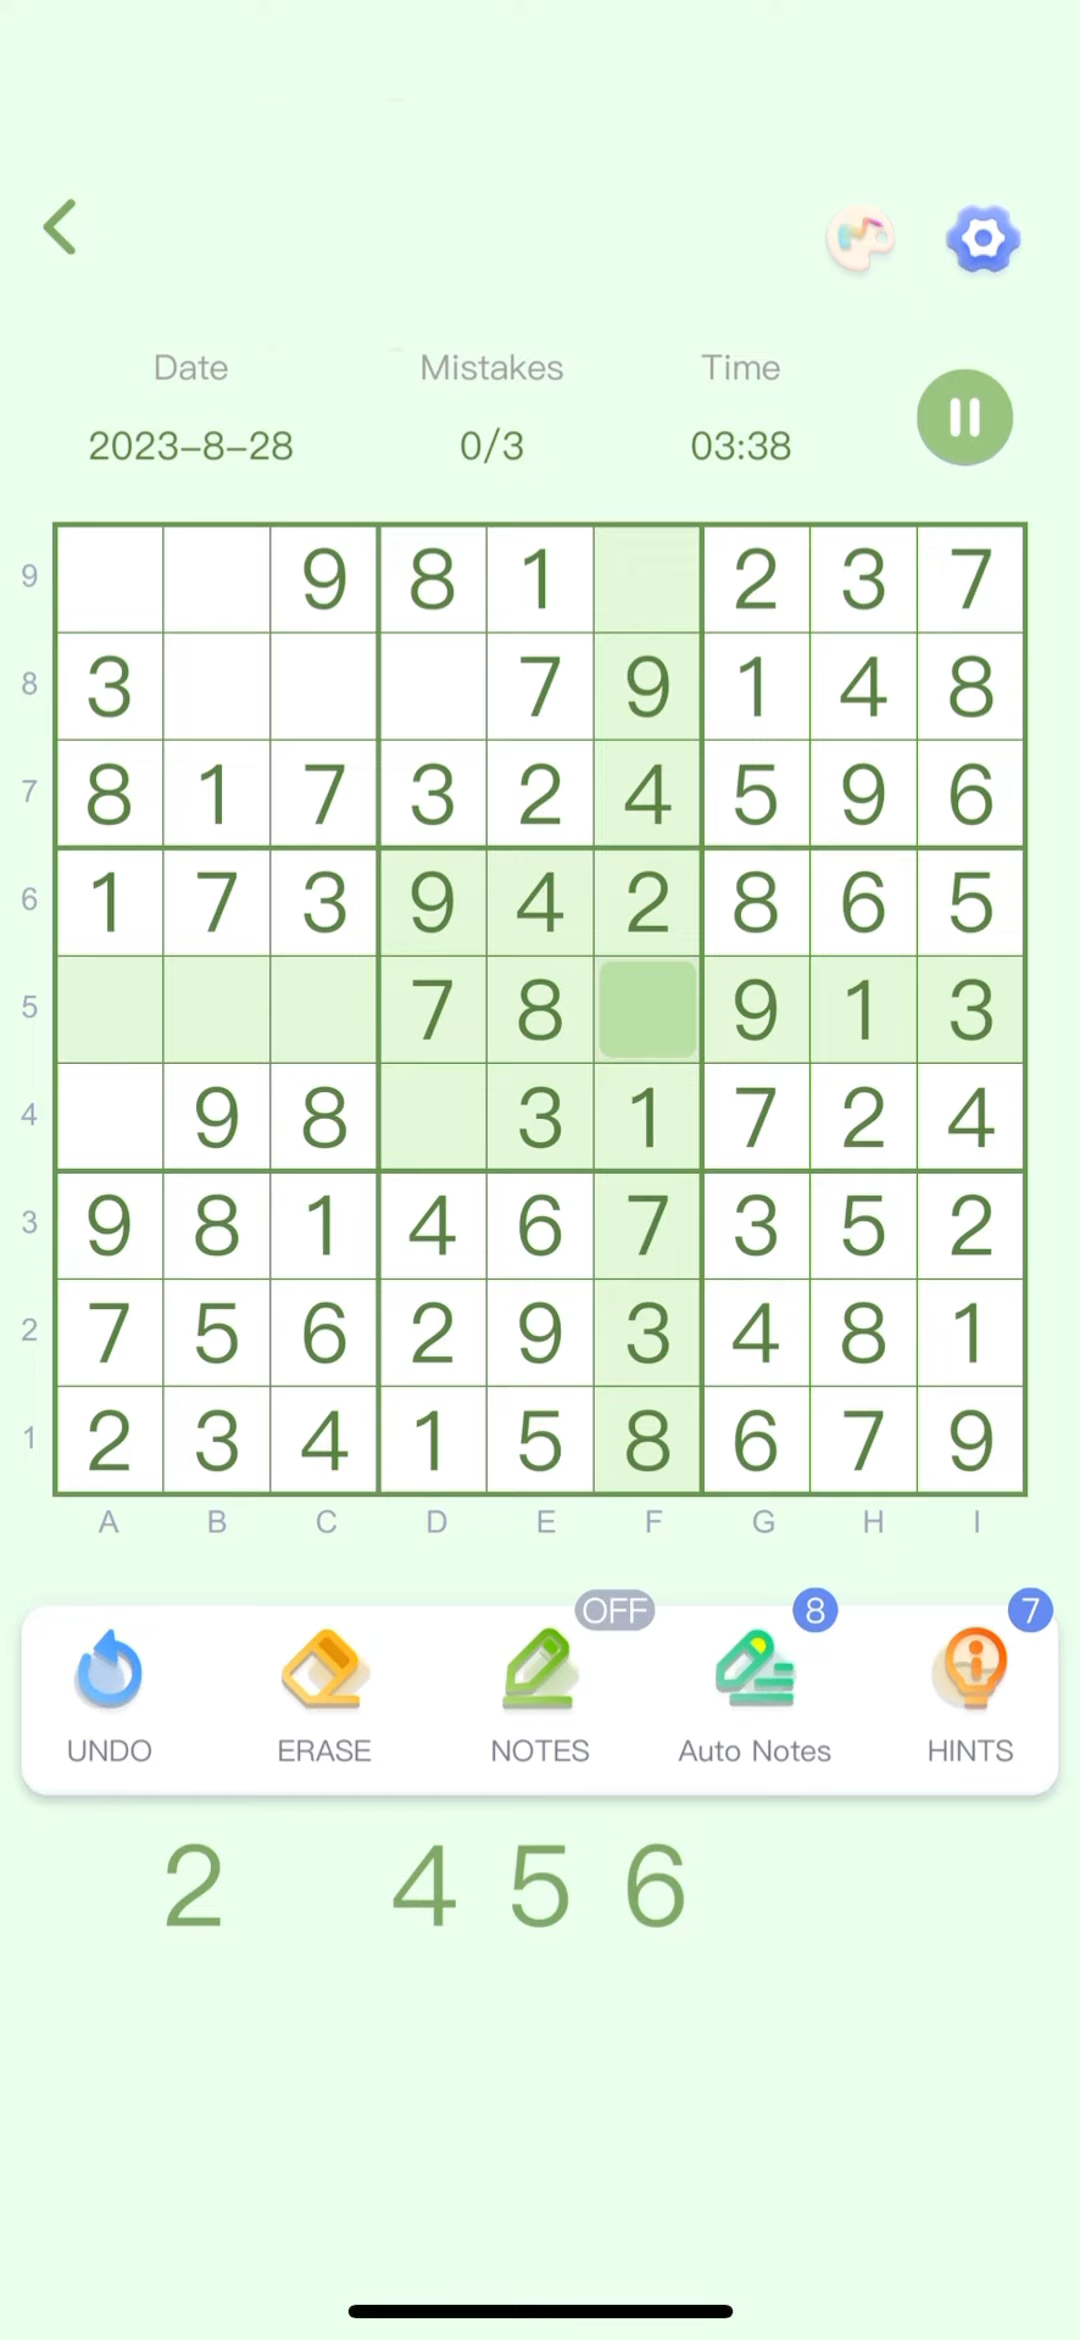 Date Mistakes Time
2023-8-28 0/3 03:38
9 9 8 1 2 3 7
8 3 7 9 1 4 8
7 8 1 7 3 2 4 5 9 6
6 1 7 3 9 4 2 8 6 5
5 7 8 9 1 3
4 9 8 3 1 7 2 4
3 9 8 1 4 6 7 3 5 2
2 7 5 6 2 9 3 4 8 1
1 2 3 4 1 5 8 6 7 9
A B C D E F G H I
OFF 8 7
UNDO ERASE NOTES Auto Notes HINTS
2 4 5 6